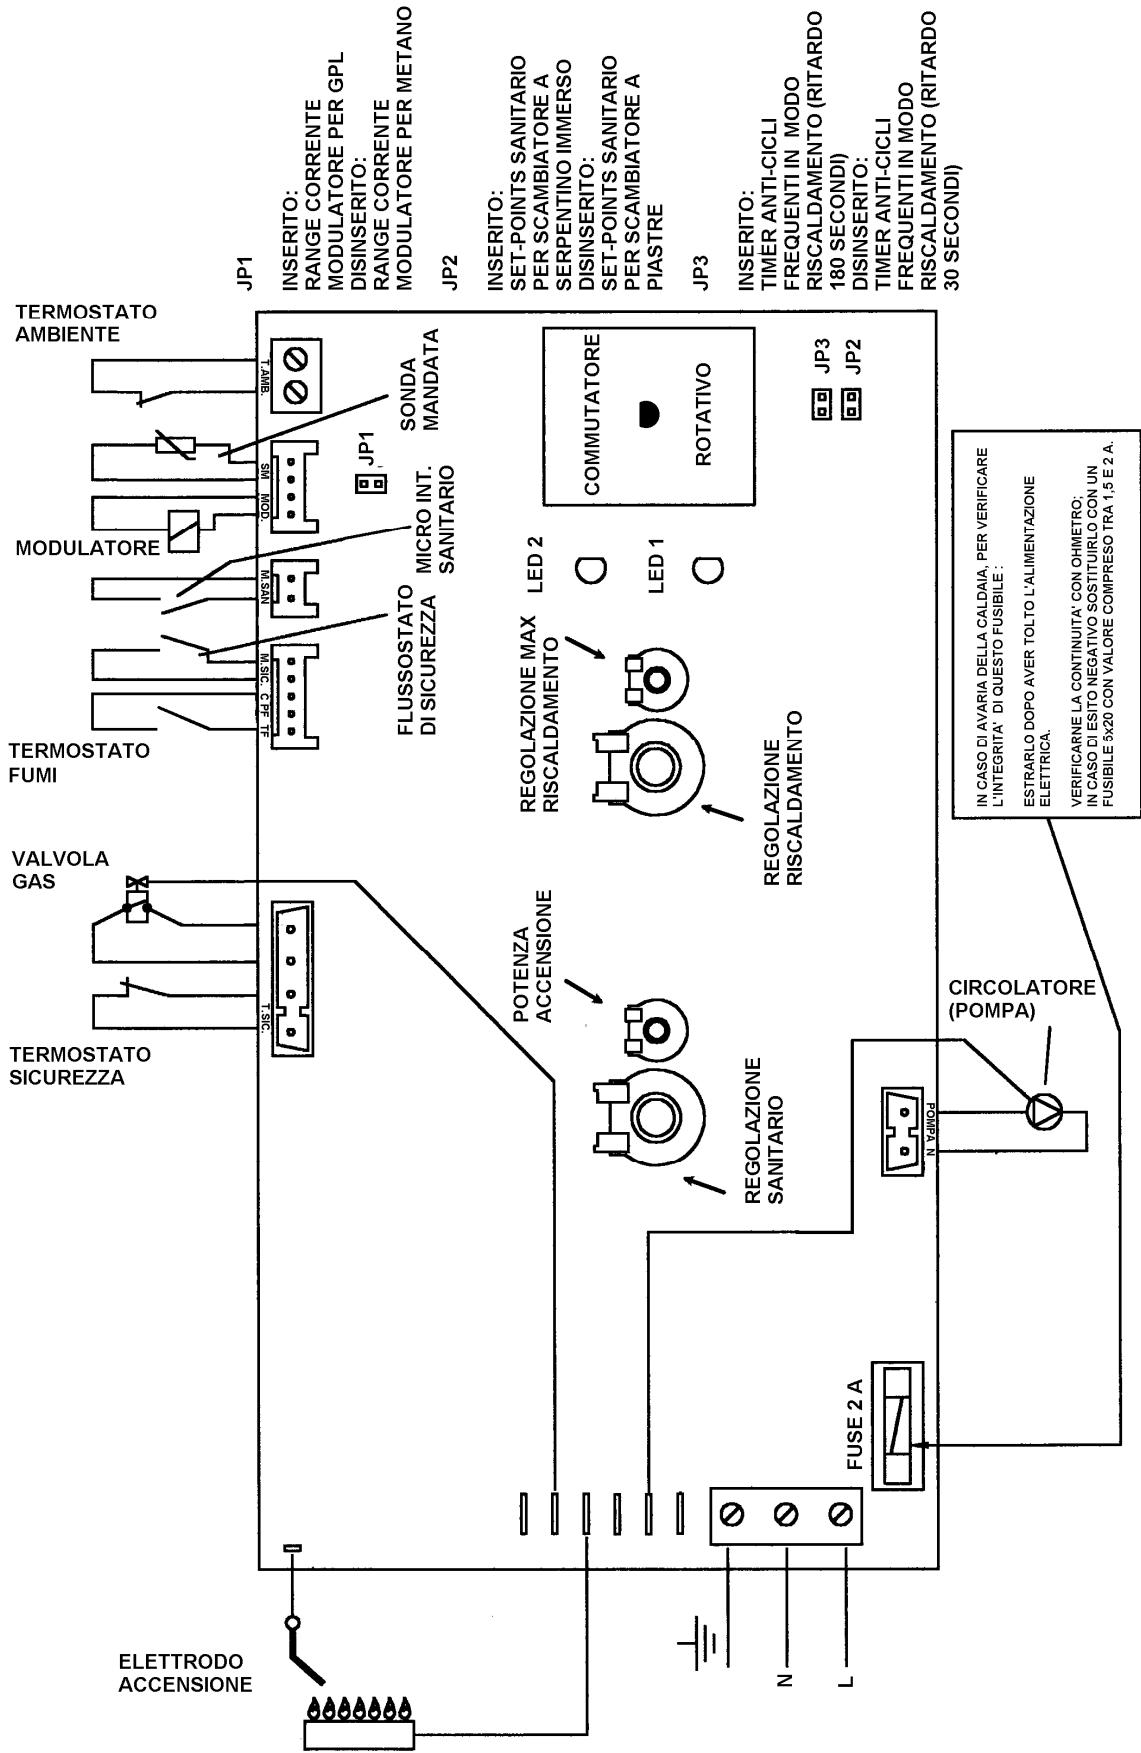 JP1
INSERITO:
RANGE CORRENTE
MODULATORE PER GPL
DISINSERITO:
RANGE CORRENTE
MODULATORE PER METANO
JP2
INSERITO:
SET-POINTS SANITARIO
PER SCAMBIATORE A
SERPENTINO IMMERSO
DISINSERITO:
SET-POINTS SANITARIO
PER SCAMBIATORE A
PIASTRE
JP3
INSERITO:
TIMER ANTI-CICLI
FREQUENTI IN MODO
RISCALDAMENTO (RITARDO
180 SECONDI)
DISINSERITO:
TIMER ANTI-CICLI
FREQUENTI IN MODO
RISCALDAMENTO (RITARDO
30 SECONDI)
TERMOSTATO
AMBIENTE
T.AMB.
SONDA
MANDATA
SM
MOD.
JP1
MODULATORE
MICRO INT.
SANITARIO
M.SAN
FLUSSOSTATO
DI SICUREZZA
M.SIC.
C PF
TF
TERMOSTATO
FUMI
VALVOLA
GAS
TERMOSTATO
SICUREZZA
T.SIC.
COMMUTATORE
ROTATIVO
JP3
JP2
LED 2
LED 1
REGOLAZIONE MAX
RISCALDAMENTO
REGOLAZIONE
RISCALDAMENTO
POTENZA
ACCENSIONE
REGOLAZIONE
SANITARIO
IN CASO DI AVARIA DELLA CALDAIA, PER VERIFICARE
L'INTEGRITA' DI QUESTO FUSIBILE :
ESTRARLO DOPO AVER TOLTO L'ALIMENTAZIONE
ELETTRICA.
VERIFICARNE LA CONTINUITA' CON OHMETRO;
IN CASO DI ESITO NEGATIVO SOSTITUIRLO CON UN
FUSIBILE 5x20 CON VALORE COMPRESO TRA 1,5 E 2 A.
CIRCOLATORE
(POMPA)
POMPA N
FUSE 2 A
ELETTRODO
ACCENSIONE
N
L